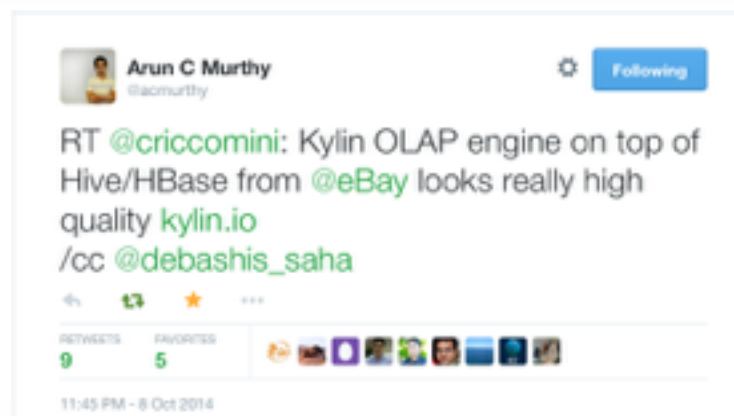 Arun C Murthy
@acmurthy
Following
RT @criccomini: Kylin OLAP engine on top of
Hive/HBase from @eBay looks really high
quality kylin.io
/cc @debashis_saha
RETWEETS FAVORITES
9 5
11:45 PM - 8 Oct 2014